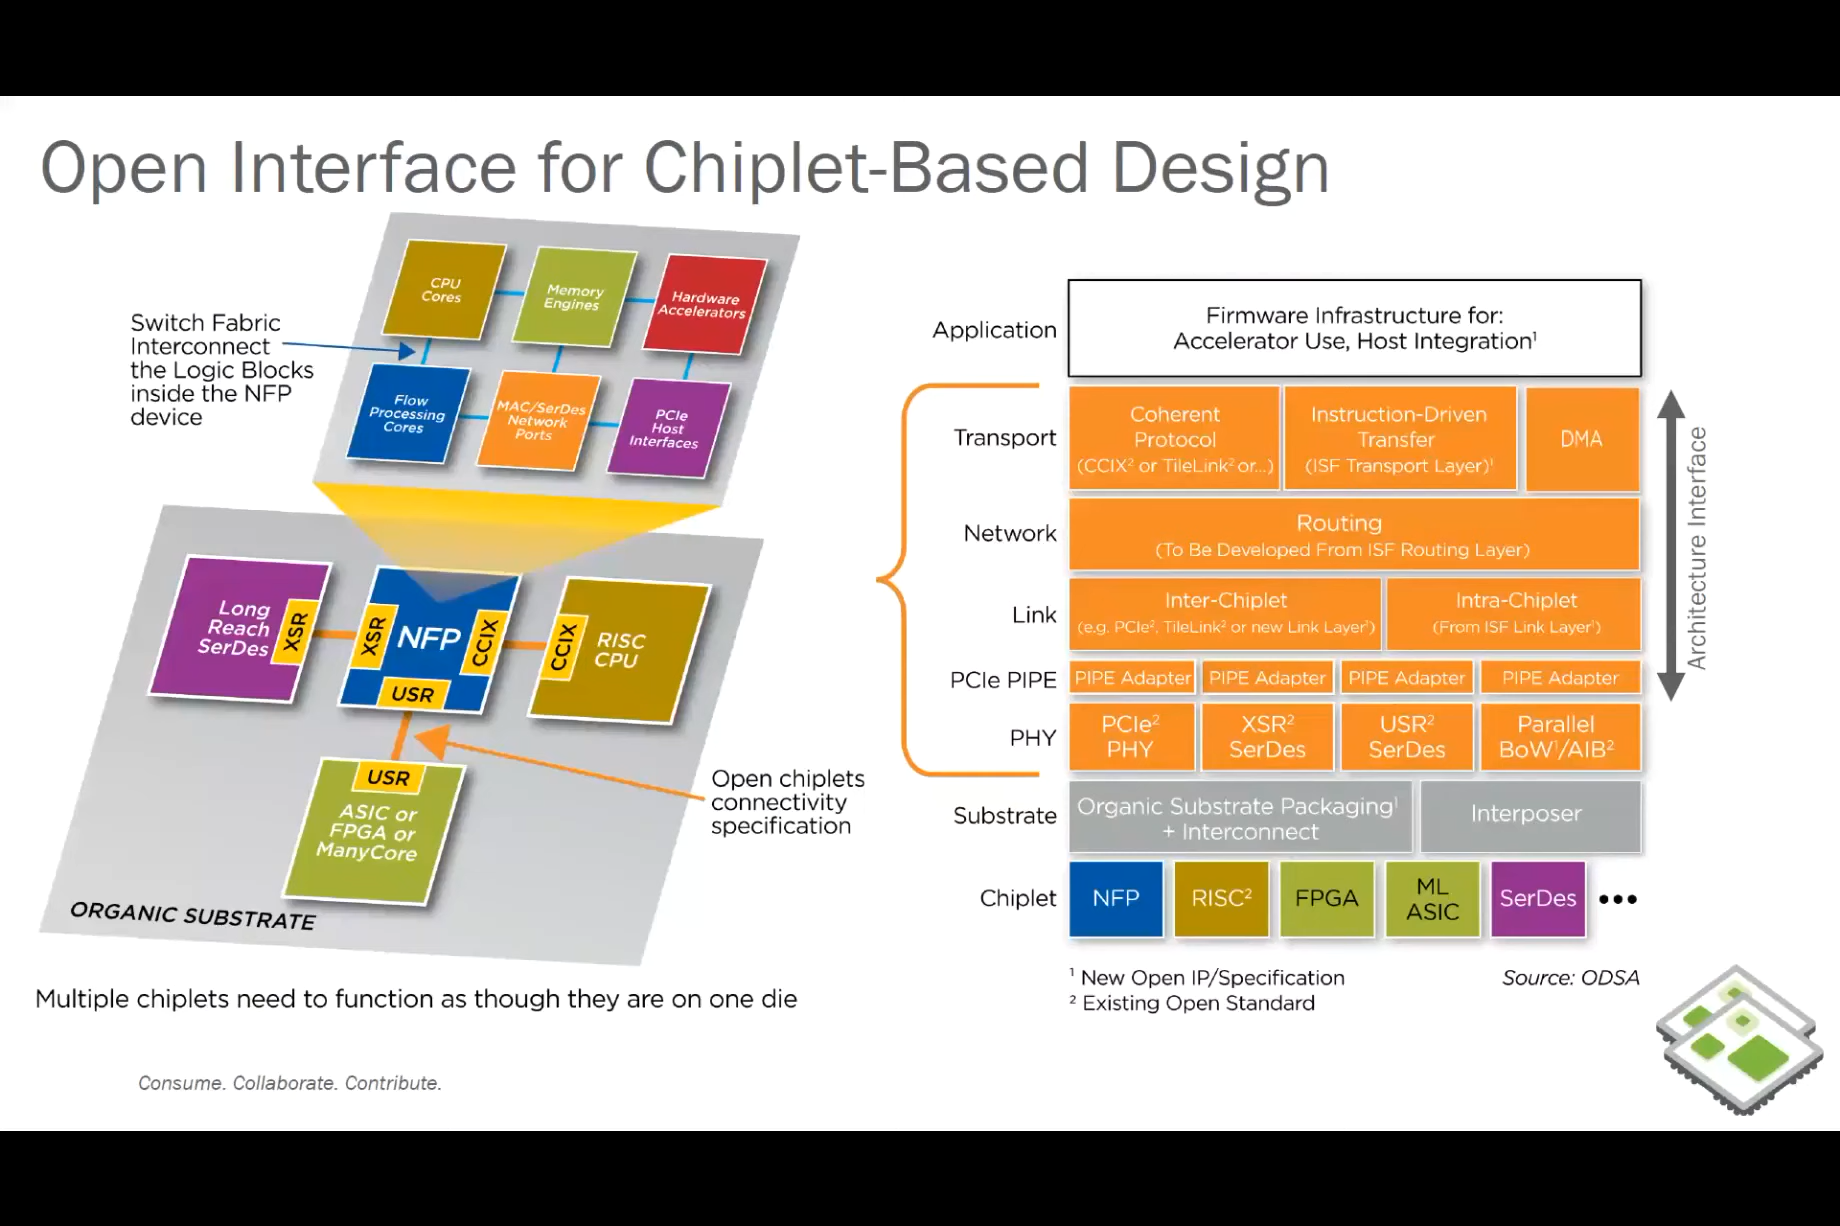 Open Interface for Chiplet-Based Design
CPU
Cores
Memory
Engines
Hardware
Accelerators
Flow
Processing
Cores
MAC/SerDes
Network
Ports
PCIe
Host
Interfaces
Switch Fabric
Interconnect
the Logic Blocks
inside the NFP
device
Long
Reach
SerDes
XSR
XSR
NFP
CCIX
USR
CCIX
RISC
CPU
USR
ASIC or
FPGA or
ManyCore
Open chiplets
connectivity
specification
ORGANIC SUBSTRATE
Multiple chiplets need to function as though they are on one die
Application
Firmware Infrastructure for:
Accelerator Use, Host Integration¹
Transport
Coherent
Protocol
(CCIX² or TileLink² or...)
Instruction-Driven
Transfer
(ISF Transport Layer)¹
DMA
Network
Routing
(To Be Developed From ISF Routing Layer)
Link
Inter-Chiplet
(e.g. PCIe², TileLink² or new Link Layer¹)
Intra-Chiplet
(From ISF Link Layer¹)
PCIe PIPE
PIPE Adapter
PIPE Adapter
PIPE Adapter
PIPE Adapter
PHY
PCIe²
PHY
XSR²
SerDes
USR²
SerDes
Parallel
BoW¹/AIB²
Architecture Interface
Substrate
Organic Substrate Packaging¹
+ Interconnect
Interposer
Chiplet
NFP
RISC²
FPGA
ML
ASIC
SerDes
•••
¹ New Open IP/Specification
² Existing Open Standard
Source: ODSA
Consume. Collaborate. Contribute.